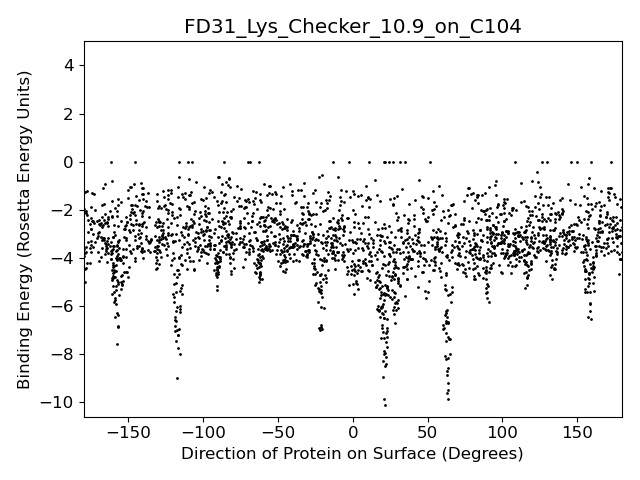 FD31_Lys_Checker_10.9_on_C104
Binding Energy (Rosetta Energy Units)
4
2
0
−2
−4
−6
−8
−10
−150 −100 −50 0 50 100 150
Direction of Protein on Surface (Degrees)